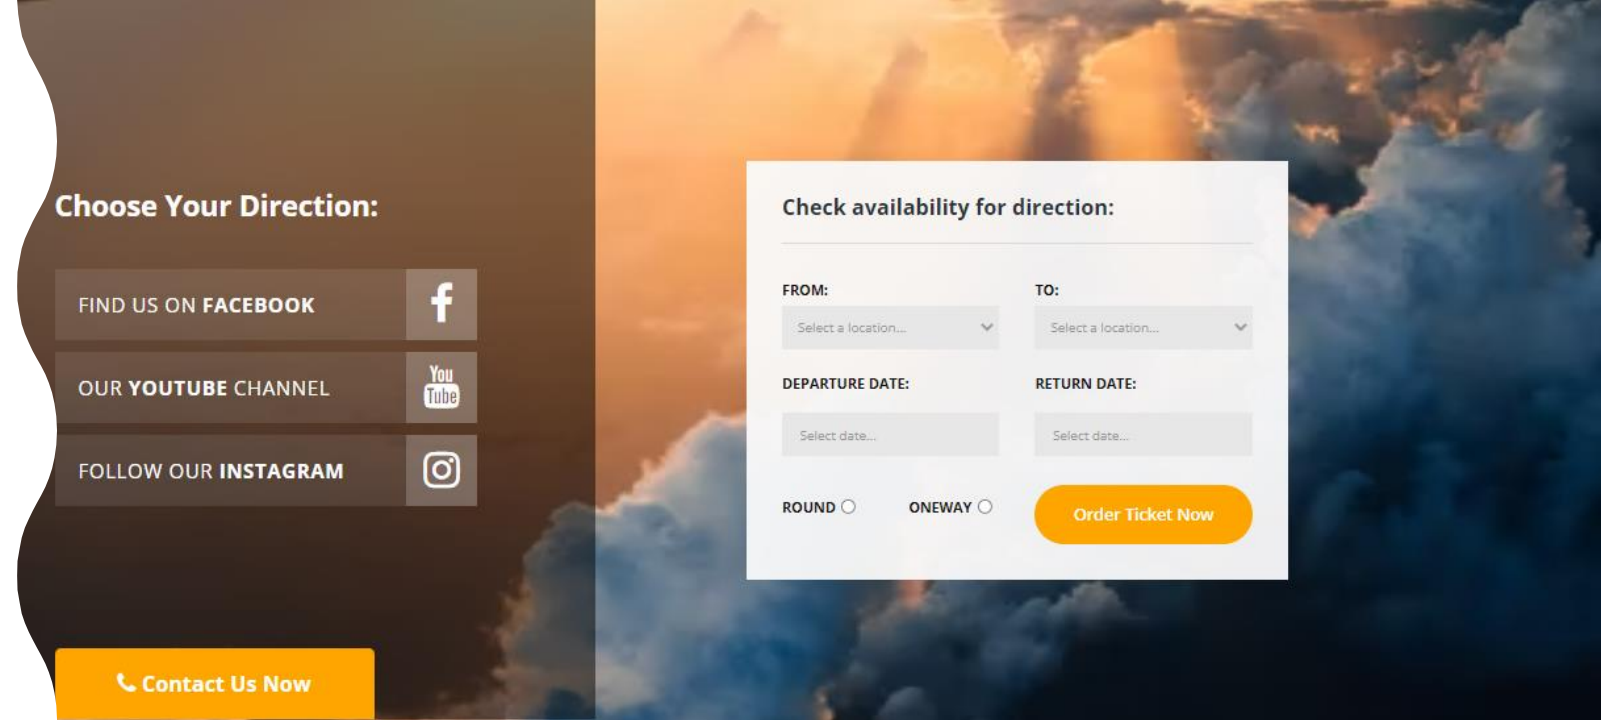 Choose Your Direction:
FIND US ON FACEBOOK
OUR YOUTUBE CHANNEL
You
Tube
FOLLOW OUR INSTAGRAM
Contact Us Now
Check availability for direction:
FROM:
TO:
Select a location...
Select a location...
DEPARTURE DATE:
RETURN DATE:
Select date...
Select date...
ROUND
ONEWAY
Order Ticket Now